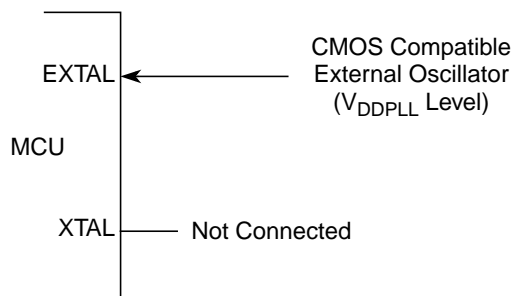 CMOS Compatible
EXTAL External Oscillator
(VDDPLL Level)
MCU
XTAL Not Connected